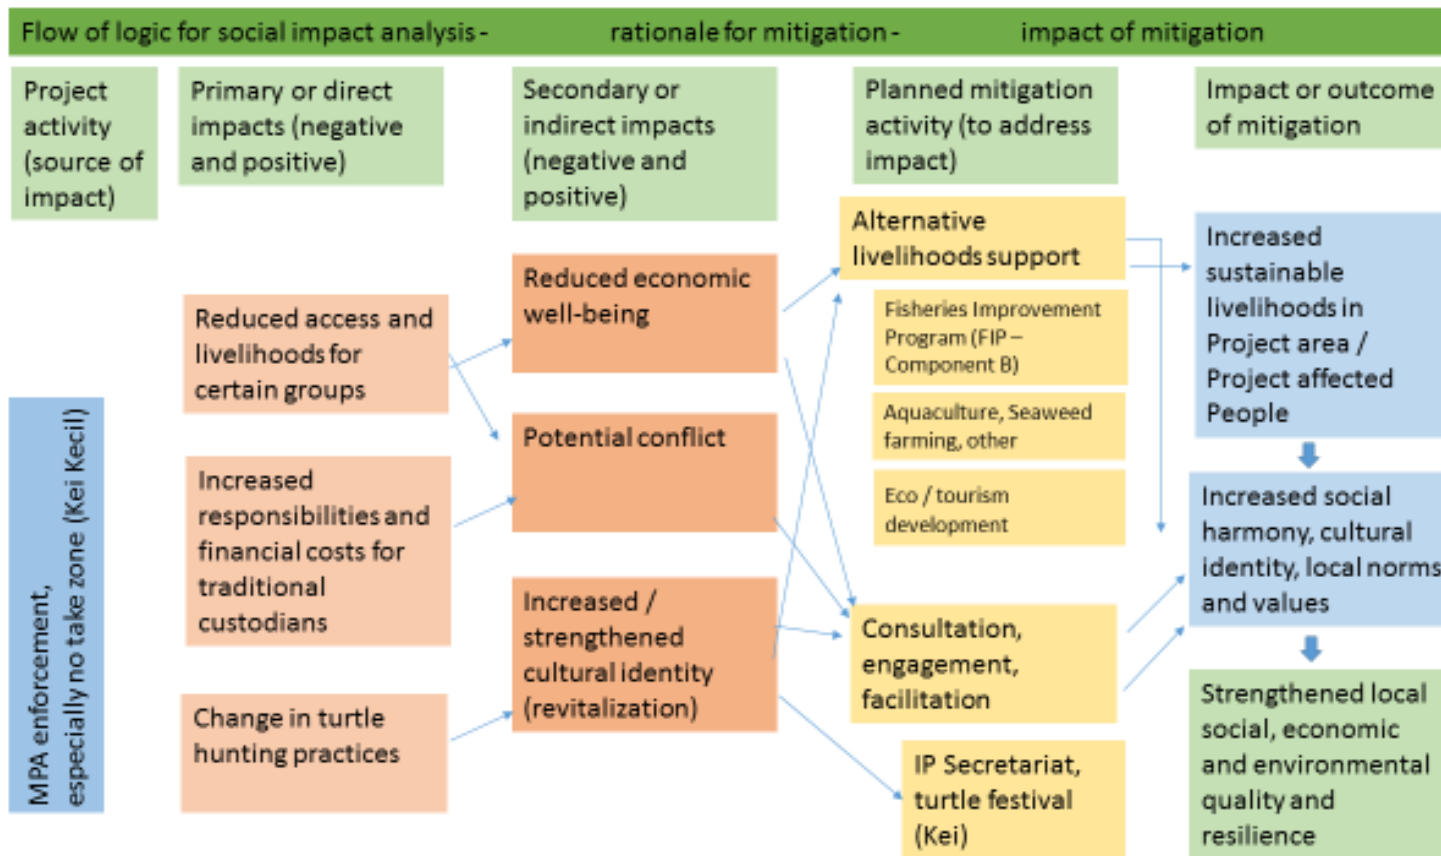 Flow of logic for social impact analysis - rationale for mitigation - impact of mitigation
Project
activity
(source of
impact)
Primary or direct
impacts (negative
and positive)
Secondary or
indirect impacts
(negative and
positive)
Planned mitigation
activity (to address
impact)
Impact or outcome
of mitigation
MPA enforcement,
especially no take zone (Kei Kecil)
Reduced access and
livelihoods for
certain groups
Increased
responsibilities and
financial costs for
traditional
custodians
Change in turtle
hunting practices
Reduced economic
well-being
Potential conflict
Increased /
strengthened
cultural identity
(revitalization)
Alternative
livelihoods support
Fisheries Improvement
Program (FIP –
Component B)
Aquaculture, Seaweed
farming, other
Eco / tourism
development
Consultation,
engagement,
facilitation
IP Secretariat,
turtle festival
(Kei)
Increased
sustainable
livelihoods in
Project area /
Project affected
People
Increased social
harmony, cultural
identity, local norms
and values
Strengthened local
social, economic
and environmental
quality and
resilience